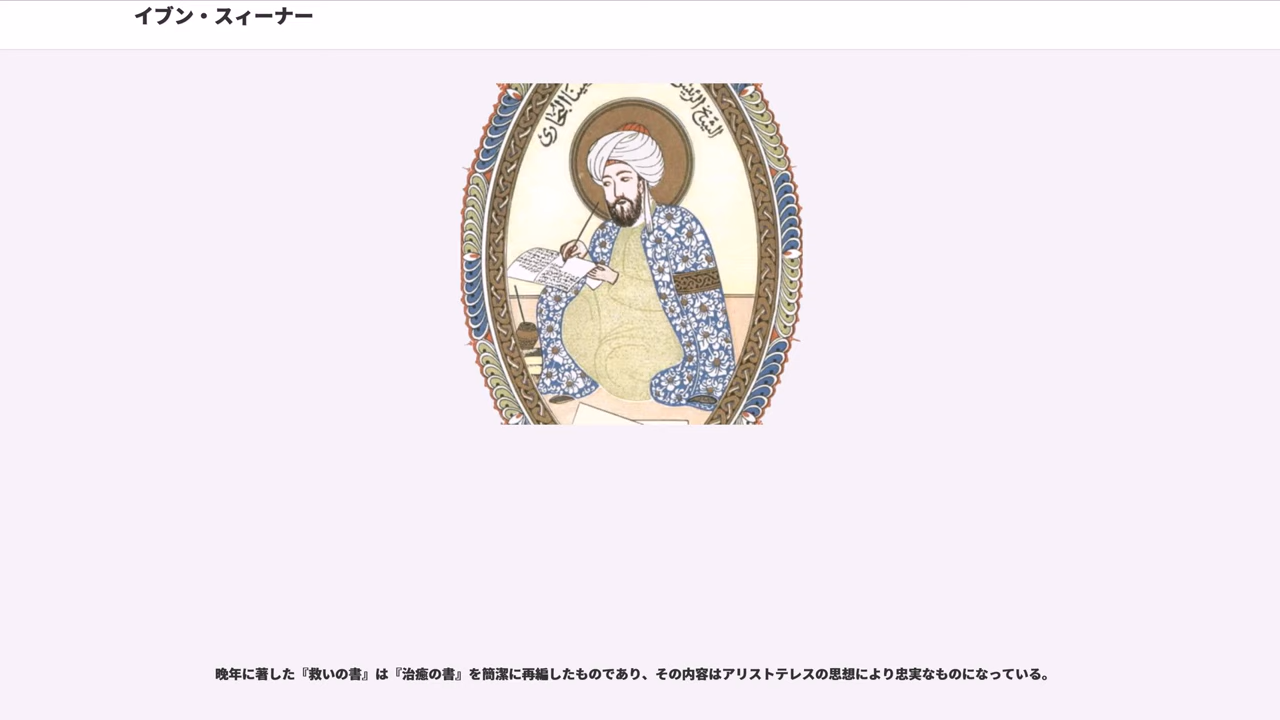 イブン・スィーナー
晩年に著した『救いの書』は『治癒の書』を簡潔に再編したものであり、その内容はアリストテレスの思想により忠実なものになっている。